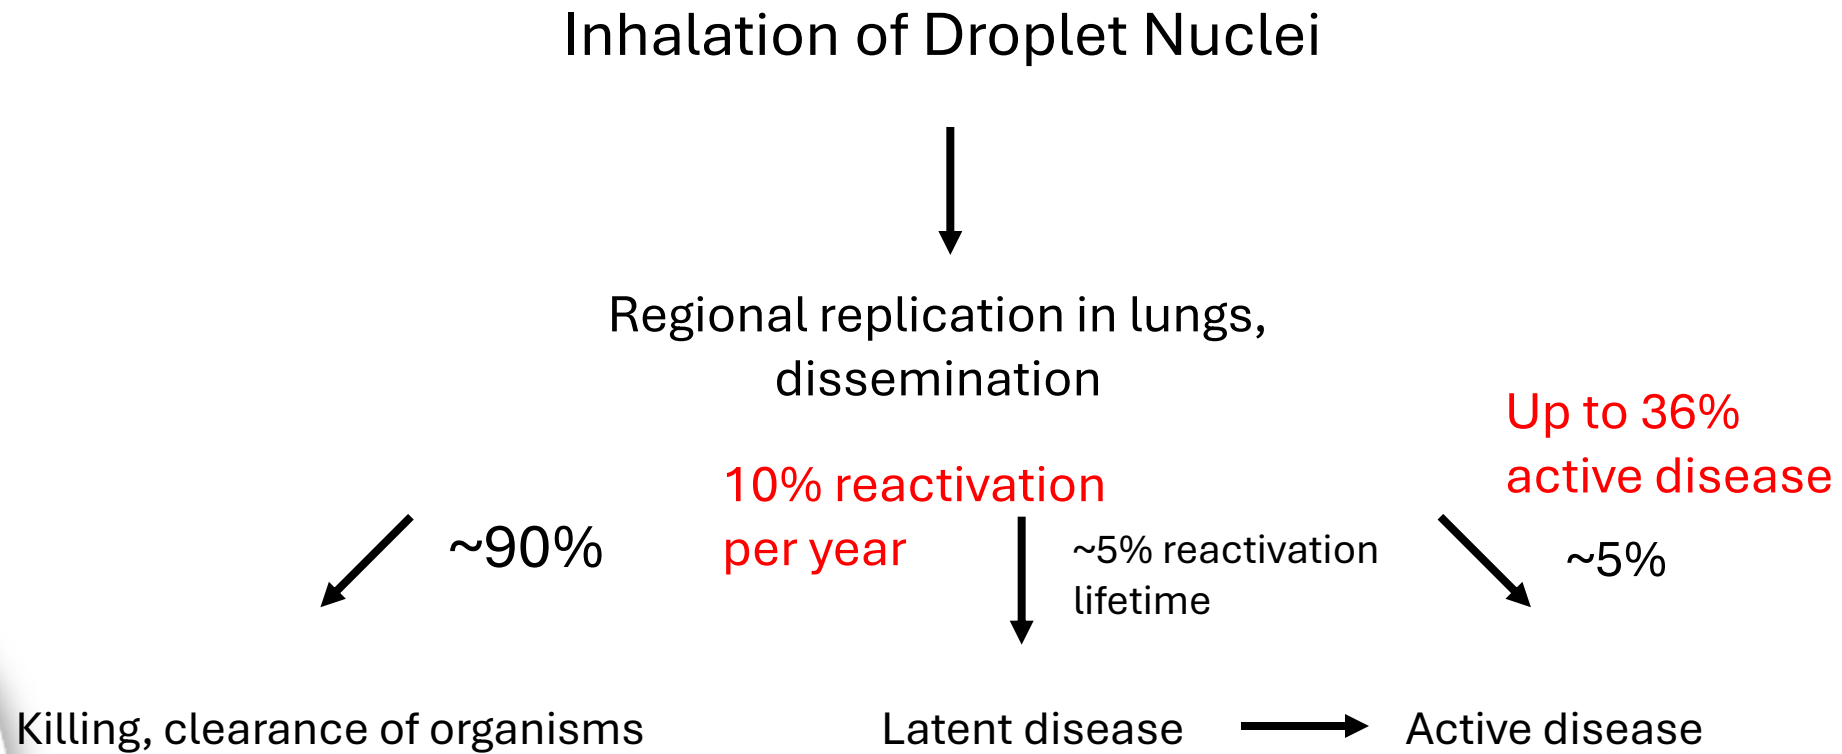 Inhalation of Droplet Nuclei
Regional replication in lungs,
dissemination
Up to 36%
active disease
10% reactivation
per year
~90%
~5% reactivation
lifetime
~5%
Killing, clearance of organisms
Latent disease
Active disease